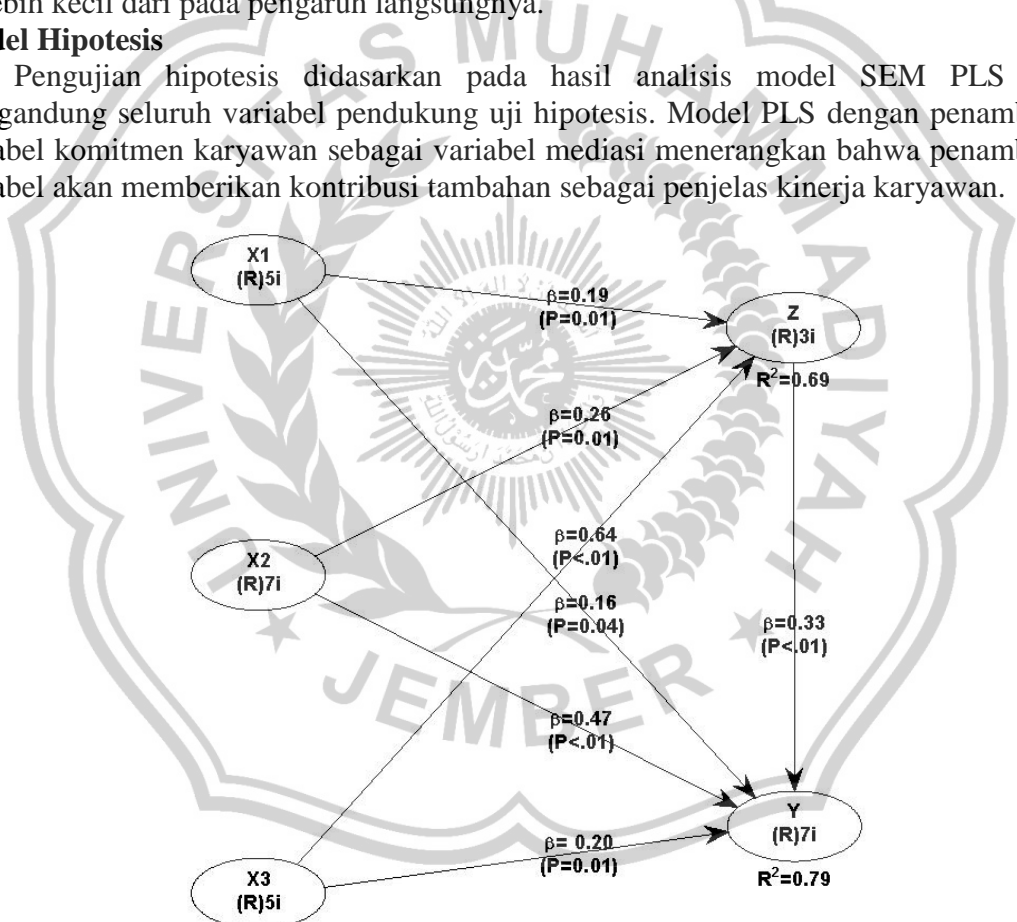 lebih kecil dari pada pengaruh langsungnya.
del Hipotesis
Pengujian hipotesis didasarkan pada hasil analisis model SEM PLS
gandung seluruh variabel pendukung uji hipotesis. Model PLS dengan penamb
abel komitmen karyawan sebagai variabel mediasi menerangkan bahwa penamb
abel akan memberikan kontribusi tambahan sebagai penjelas kinerja karyawan.
UNIVERSITAS MUHAMMADIYAH
JEMBER
X1
(R)5i
β=0.19
(P=0.01)
Z
(R)3i
R²=0.69
β=0.26
(P=0.01)
X2
(R)7i
β=0.64
(P<.01)
β=0.16
(P=0.04)
β=0.33
(P<.01)
β=0.47
(P<.01)
Y
(R)7i
R²=0.79
β= 0.20
(P=0.01)
X3
(R)5i